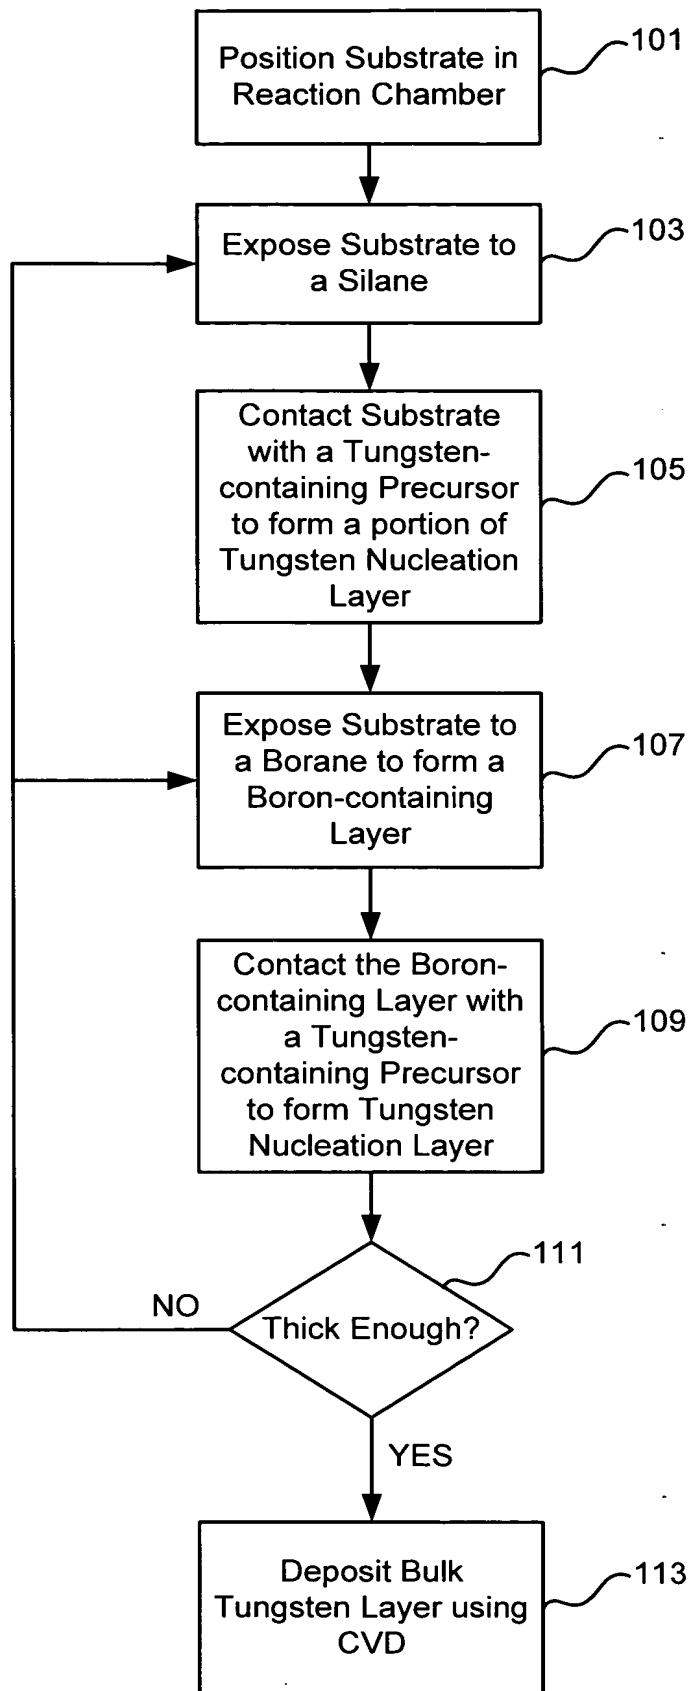 Position Substrate in
Reaction Chamber
101
Expose Substrate to
a Silane
103
Contact Substrate
with a Tungsten-
containing Precursor
to form a portion of
Tungsten Nucleation
Layer
105
Expose Substrate to
a Borane to form a
Boron-containing
Layer
107
Contact the Boron-
containing Layer with
a Tungsten-
containing Precursor
to form Tungsten
Nucleation Layer
109
Thick Enough?
111
NO
YES
Deposit Bulk
Tungsten Layer using
CVD
113